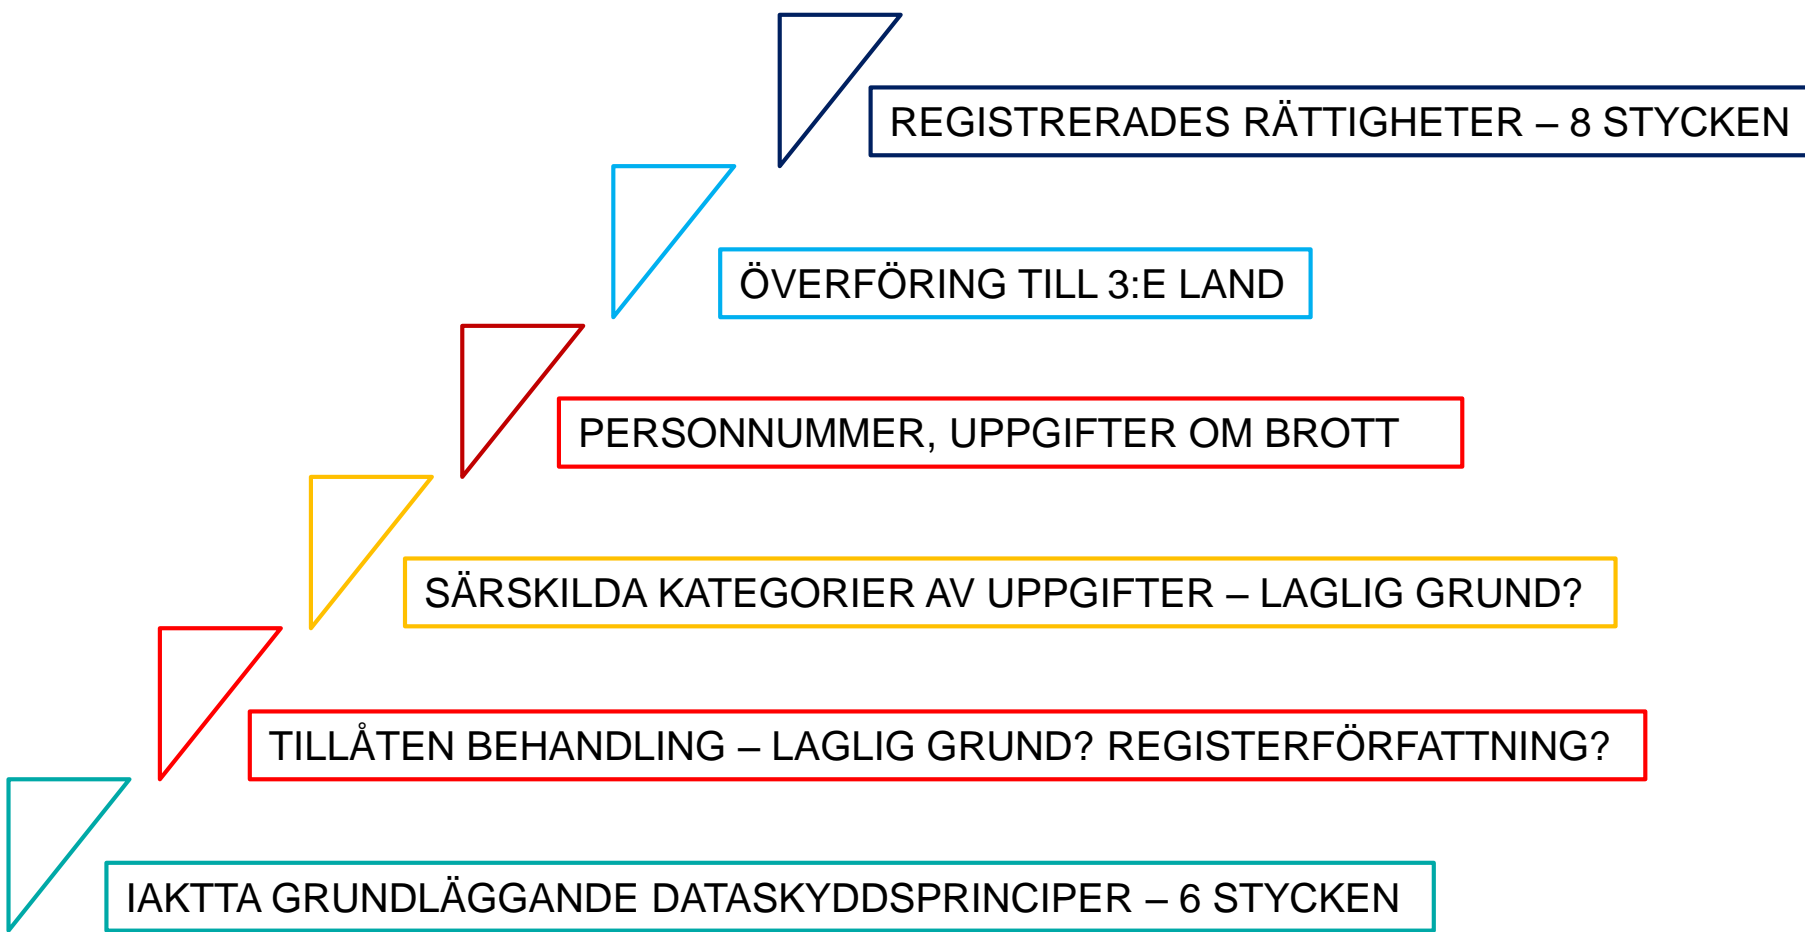 REGISTRERADES RÄTTIGHETER – 8 STYCKEN
ÖVERFÖRING TILL 3:E LAND
PERSONNUMMER, UPPGIFTER OM BROTT
SÄRSKILDA KATEGORIER AV UPPGIFTER – LAGLIG GRUND?
TILLÅTEN BEHANDLING – LAGLIG GRUND? REGISTERFÖRFATTNING?
IAKTTA GRUNDLÄGGANDE DATASKYDDSPRINCIPER – 6 STYCKEN